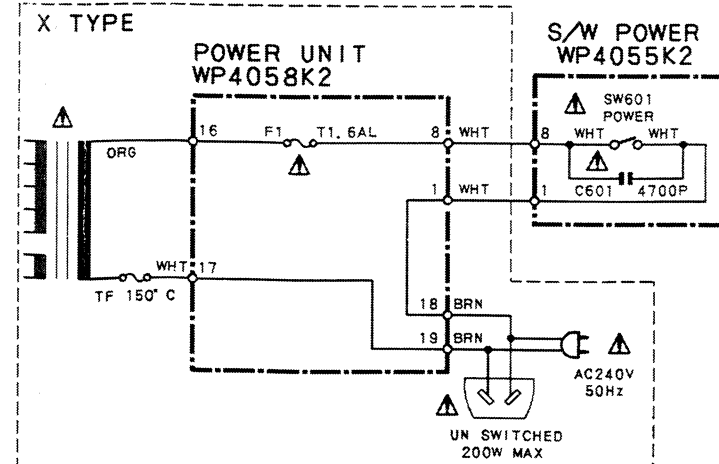 X TYPE
POWER UNIT
WP4058K2
S/W POWER
WP4055K2
SW601
POWER
16
F1
T1.6AL
8
WHT
8
WHT
WHT
ORG
1
WHT
1
C601
4700P
WHT
17
TF 150°C
18
BRN
19
BRN
AC240V
50Hz
UN SWITCHED
200W MAX